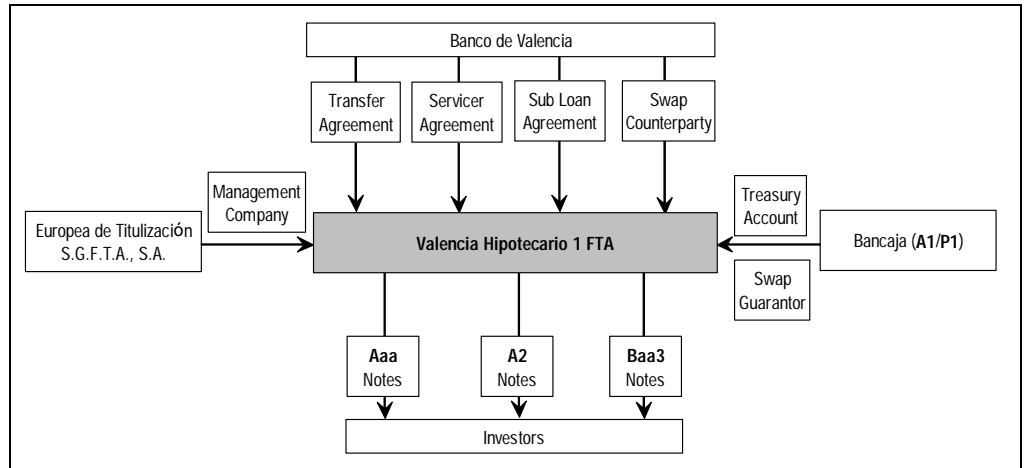 Banco de Valencia
Transfer
Agreement
Servicer
Agreement
Sub Loan
Agreement
Swap
Counterparty
Management
Company
Treasury
Account
Europea de Titulización
S.G.F.T.A., S.A.
Valencia Hipotecario 1 FTA
Bancaja (A1/P1)
Swap
Guarantor
Aaa
Notes
A2
Notes
Baa3
Notes
Investors